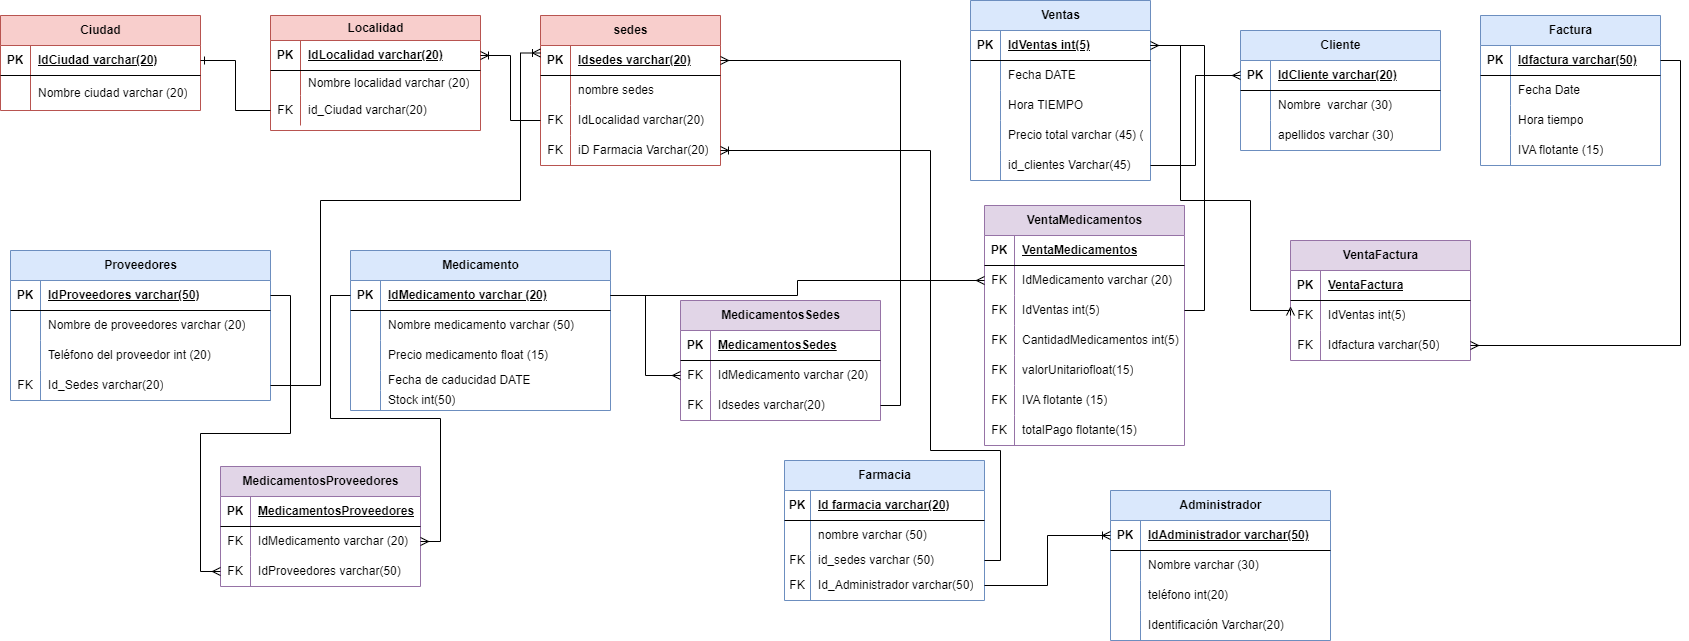 Ciudad
PK IdCiudad varchar(20)
Nombre ciudad varchar (20)
Localidad
PK IdLocalidad varchar(20)
Nombre localidad varchar (20)
FK id_Ciudad varchar(20)
sedes
PK Idsedes varchar(20)
nombre sedes
FK IdLocalidad varchar(20)
FK iD Farmacia Varchar(20)
Ventas
PK IdVentas int(5)
Fecha DATE
Hora TIEMPO
Precio total varchar (45) (
id_clientes Varchar(45)
Cliente
PK IdCliente varchar(20)
Nombre varchar (30)
apellidos varchar (30)
Factura
PK Idfactura varchar(50)
Fecha Date
Hora tiempo
IVA flotante (15)
Proveedores
PK IdProveedores varchar(50)
Nombre de proveedores varchar (20)
Teléfono del proveedor int (20)
FK Id_Sedes varchar(20)
Medicamento
PK IdMedicamento varchar (20)
Nombre medicamento varchar (50)
Precio medicamento float (15)
Fecha de caducidad DATE
Stock int(50)
MedicamentosSedes
PK MedicamentosSedes
FK IdMedicamento varchar (20)
FK Idsedes varchar(20)
VentaMedicamentos
PK VentaMedicamentos
FK IdMedicamento varchar (20)
FK IdVentas int(5)
FK CantidadMedicamentos int(5)
FK valorUnitariofloat(15)
FK IVA flotante (15)
FK totalPago flotante(15)
VentaFactura
PK VentaFactura
FK IdVentas int(5)
FK Idfactura varchar(50)
MedicamentosProveedores
PK MedicamentosProveedores
FK IdMedicamento varchar (20)
FK IdProveedores varchar(50)
Farmacia
PK Id farmacia varchar(20)
nombre varchar (50)
FK id_sedes varchar (50)
FK Id_Administrador varchar(50)
Administrador
PK IdAdministrador varchar(50)
Nombre varchar (30)
teléfono int(20)
Identificación Varchar(20)